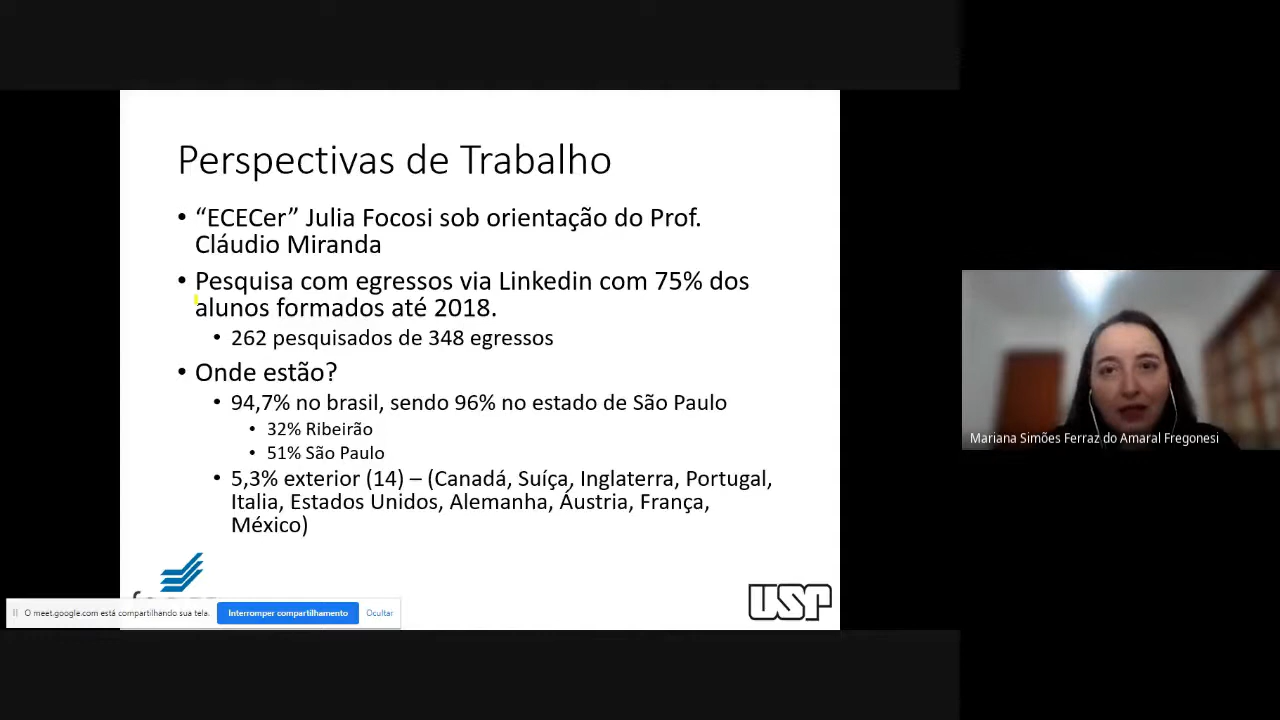 Perspectivas de Trabalho
• “ECECer” Julia Focosi sob orientação do Prof.
Cláudio Miranda
• Pesquisa com egressos via Linkedin com 75% dos
alunos formados até 2018.
• 262 pesquisados de 348 egressos
• Onde estão?
• 94,7% no brasil, sendo 96% no estado de São Paulo
• 32% Ribeirão
• 51% São Paulo
• 5,3% exterior (14) – (Canadá, Suíça, Inglaterra, Portugal,
Italia, Estados Unidos, Alemanha, Áustria, França,
México)
USP
O meet.google.com está compartilhando sua tela.
Interromper compartilhamento
Ocultar
Mariana Simões Ferraz do Amaral Fregonesi